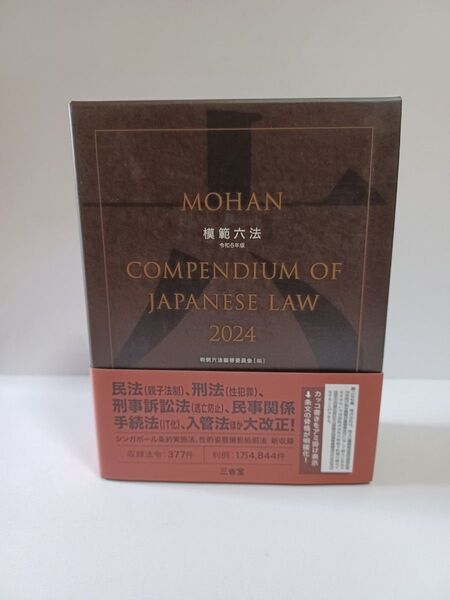 MOHAN
模範六法
令和6年版
COMPENDIUM OF
JAPANESE LAW
2024
判例六法編修委員会[編]
民法(親子法制)、刑法(性犯罪)、
刑事訴訟法(逃亡防止)、民事関係
手続法(IT化)、入管法ほか大改正!
シンガポール条約実施法、性的姿態撮影処罰法 新収録
収録法令:377件 判例:1万4,844件
三省堂
カッコ書きをアミ掛け表示
→条文の骨格が明確化!